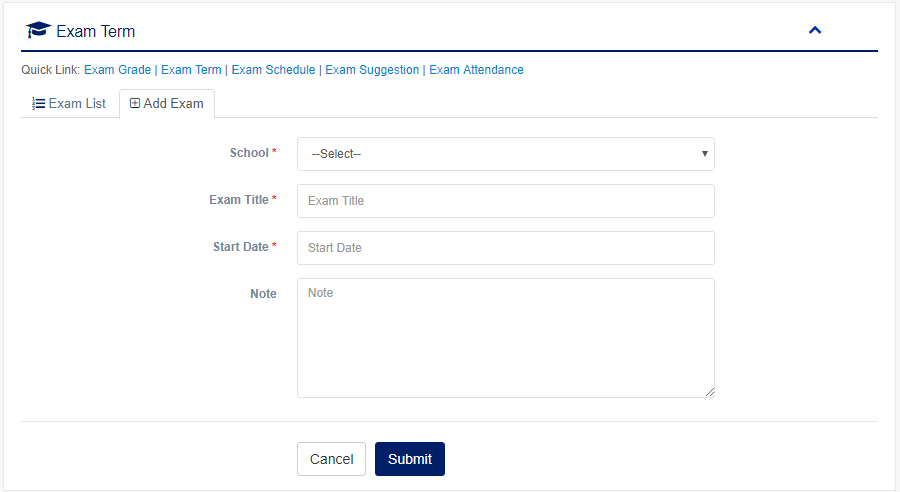 Exam Term
Quick Link: Exam Grade | Exam Term | Exam Schedule | Exam Suggestion | Exam Attendance
Exam List Add Exam
School * --Select--
Exam Title * Exam Title
Start Date * Start Date
Note Note
Cancel Submit